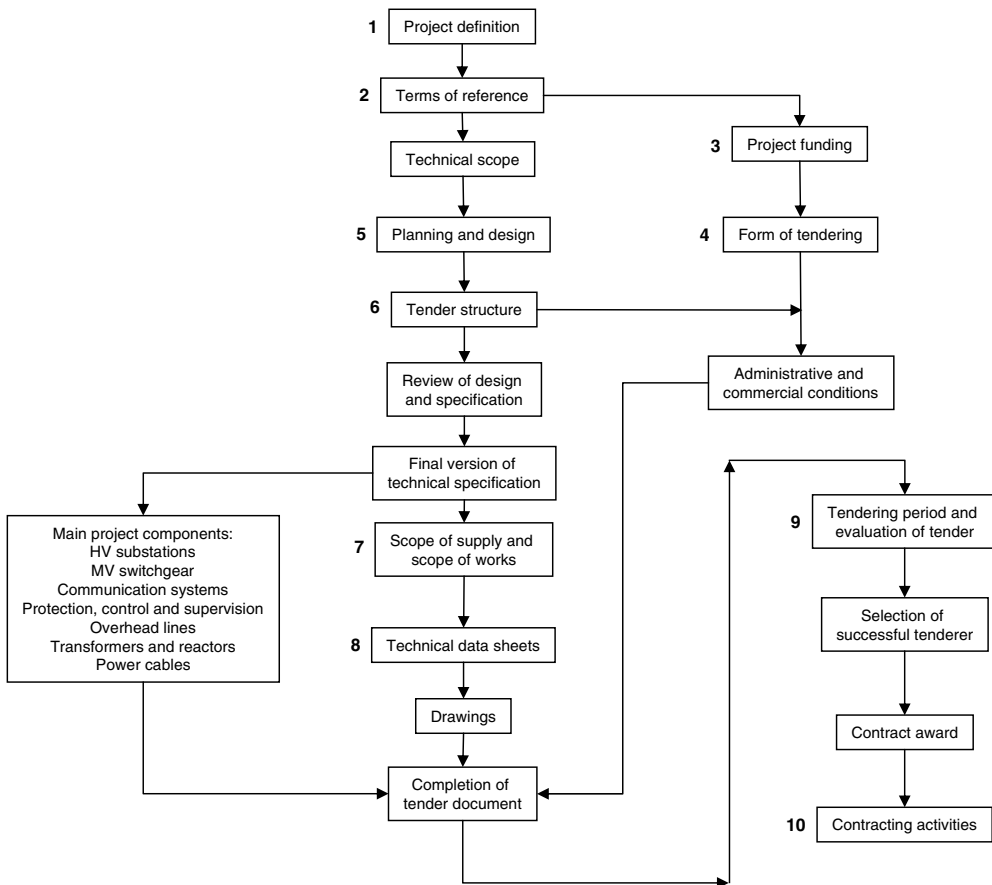 1
Project definition
2
Terms of reference
3
Project funding
Technical scope
4
Form of tendering
5
Planning and design
6
Tender structure
Administrative and
commercial conditions
Review of design
and specification
Final version of
technical specification
Main project components:
HV substations
MV switchgear
Communication systems
Protection, control and supervision
Overhead lines
Transformers and reactors
Power cables
7
Scope of supply and
scope of works
8
Technical data sheets
Drawings
Completion of
tender document
9
Tendering period and
evaluation of tender
Selection of
successful tenderer
Contract award
10
Contracting activities